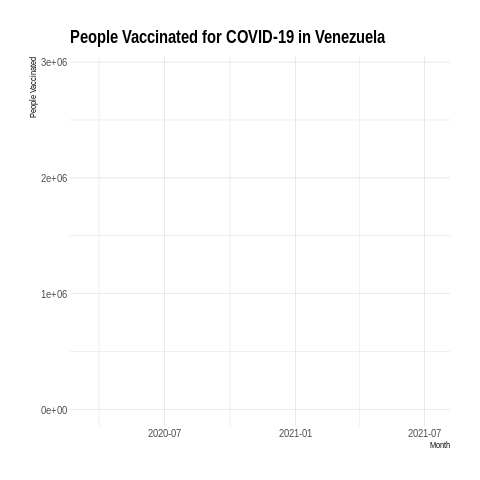 People Vaccinated for COVID-19 in Venezuela
People Vaccinated
3e+06
2e+06
1e+06
0e+00
2020-07 2021-01 2021-07
Month